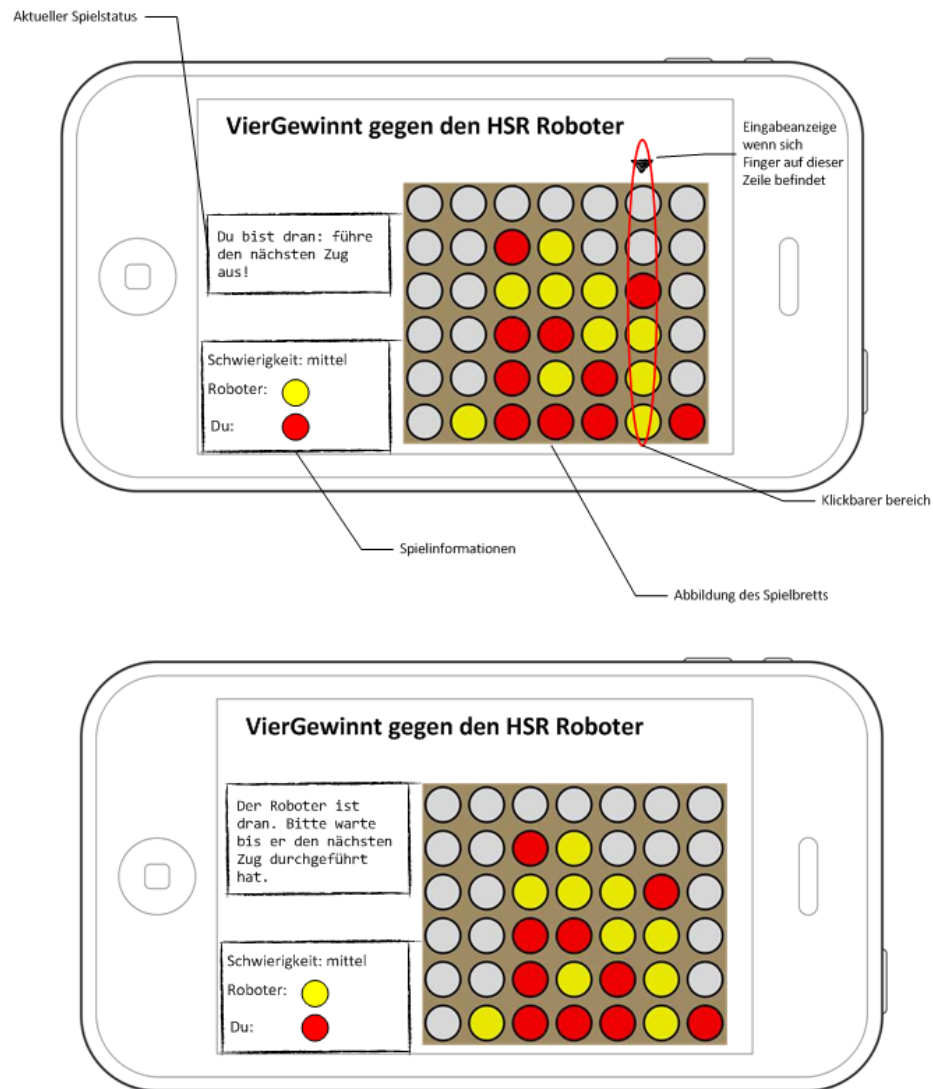 Aktueller Spielstatus
VierGewinnt gegen den HSR Roboter
Eingabeanzeige
wenn sich
Finger auf dieser
Zeile befindet
Du bist dran: führe
den nächsten Zug
aus!
Schwierigkeit: mittel
Roboter:
Du:
Klickbarer bereich
Spielinformationen
Abbildung des Spielbretts
VierGewinnt gegen den HSR Roboter
Der Roboter ist
dran. Bitte warte
bis er den nächsten
Zug durchgeführt
hat.
Schwierigkeit: mittel
Roboter:
Du: